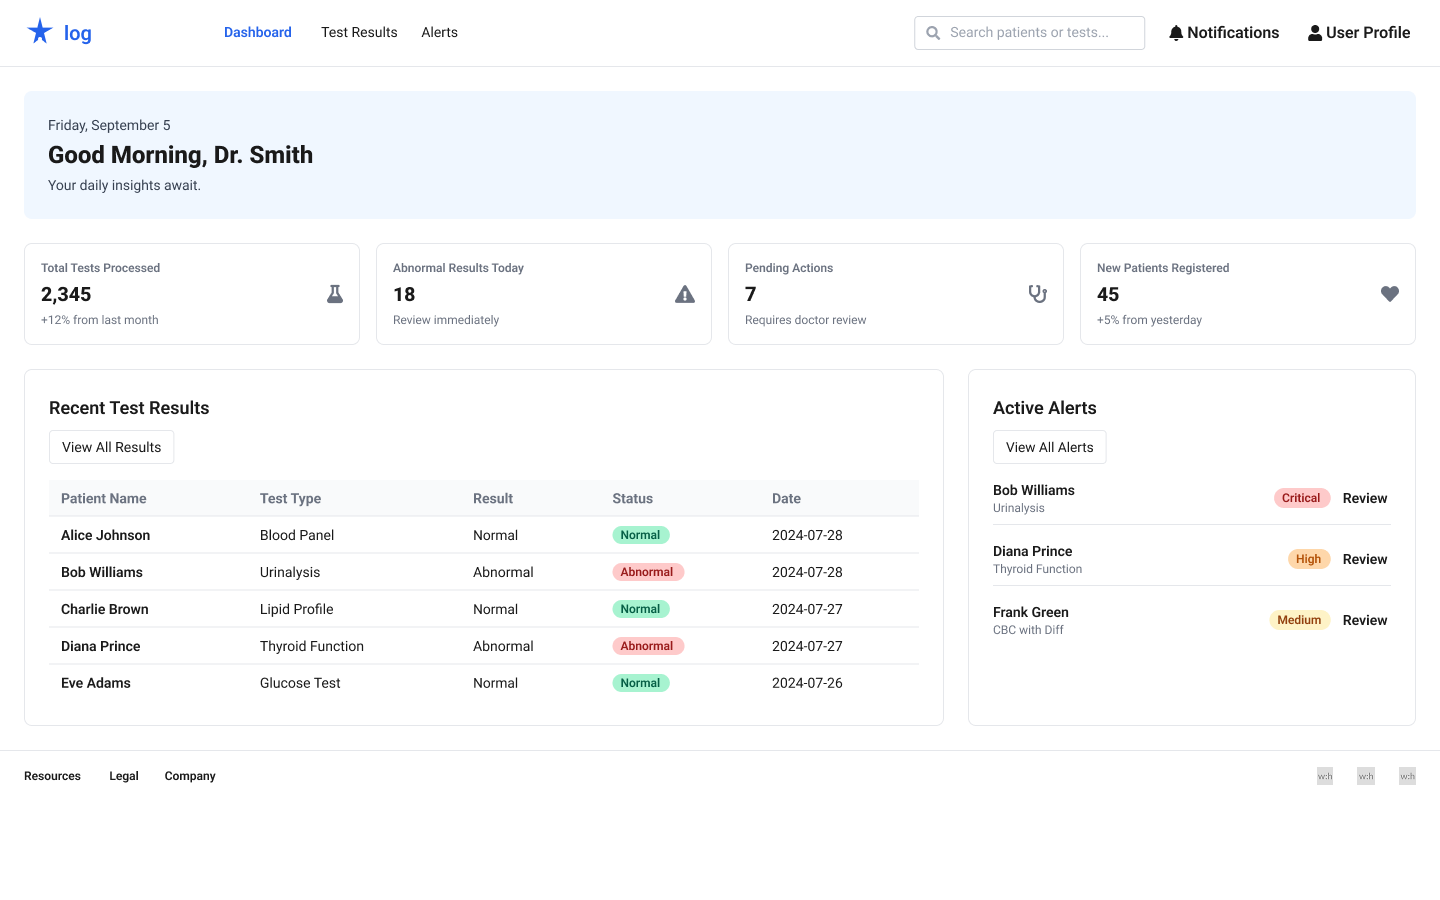 log
Dashboard Test Results Alerts
Search patients or tests...
Notifications
User Profile
Friday, September 5
Good Morning, Dr. Smith
Your daily insights await.
Total Tests Processed
2,345
+12% from last month
Abnormal Results Today
18
Review immediately
Pending Actions
7
Requires doctor review
New Patients Registered
45
+5% from yesterday
Recent Test Results
View All Results
Patient Name Test Type Result Status Date
Alice Johnson Blood Panel Normal Normal 2024-07-28
Bob Williams Urinalysis Abnormal Abnormal 2024-07-28
Charlie Brown Lipid Profile Normal Normal 2024-07-27
Diana Prince Thyroid Function Abnormal Abnormal 2024-07-27
Eve Adams Glucose Test Normal Normal 2024-07-26
Active Alerts
View All Alerts
Bob Williams
Urinalysis
Critical Review
Diana Prince
Thyroid Function
High Review
Frank Green
CBC with Diff
Medium Review
Resources Legal Company
w:h w:h w:h